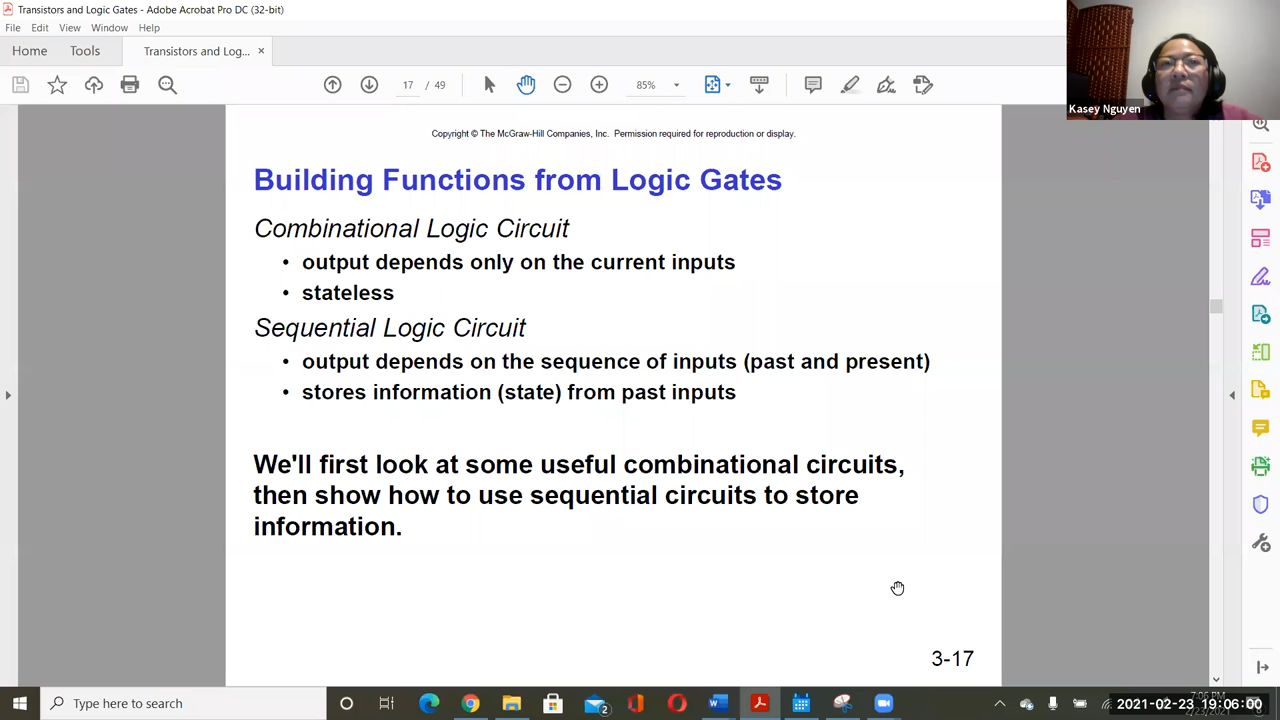 Transistors and Logic Gates - Adobe Acrobat Pro DC (32-bit)
File Edit View Window Help
Home Tools Transistors and Log... ×
17 / 49 85%
Kasey Nguyen
Copyright © The McGraw-Hill Companies, Inc. Permission required for reproduction or display.
Building Functions from Logic Gates
Combinational Logic Circuit
• output depends only on the current inputs
• stateless
Sequential Logic Circuit
• output depends on the sequence of inputs (past and present)
• stores information (state) from past inputs
We'll first look at some useful combinational circuits,
then show how to use sequential circuits to store
information.
3-17
Type here to search
2
7:06 PM
2021-02-23 19:06:00